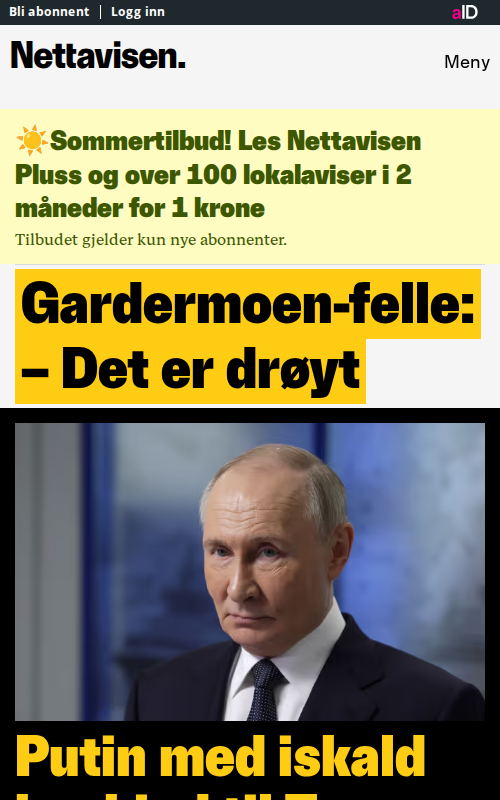 Bli abonnent | Logg inn
aID
Nettavisen.
Meny
☀️Sommertilbud! Les Nettavisen
Pluss og over 100 lokalaviser i 2
måneder for 1 krone
Tilbudet gjelder kun nye abonnenter.
Gardermoen-felle:
– Det er drøyt
Putin med iskald